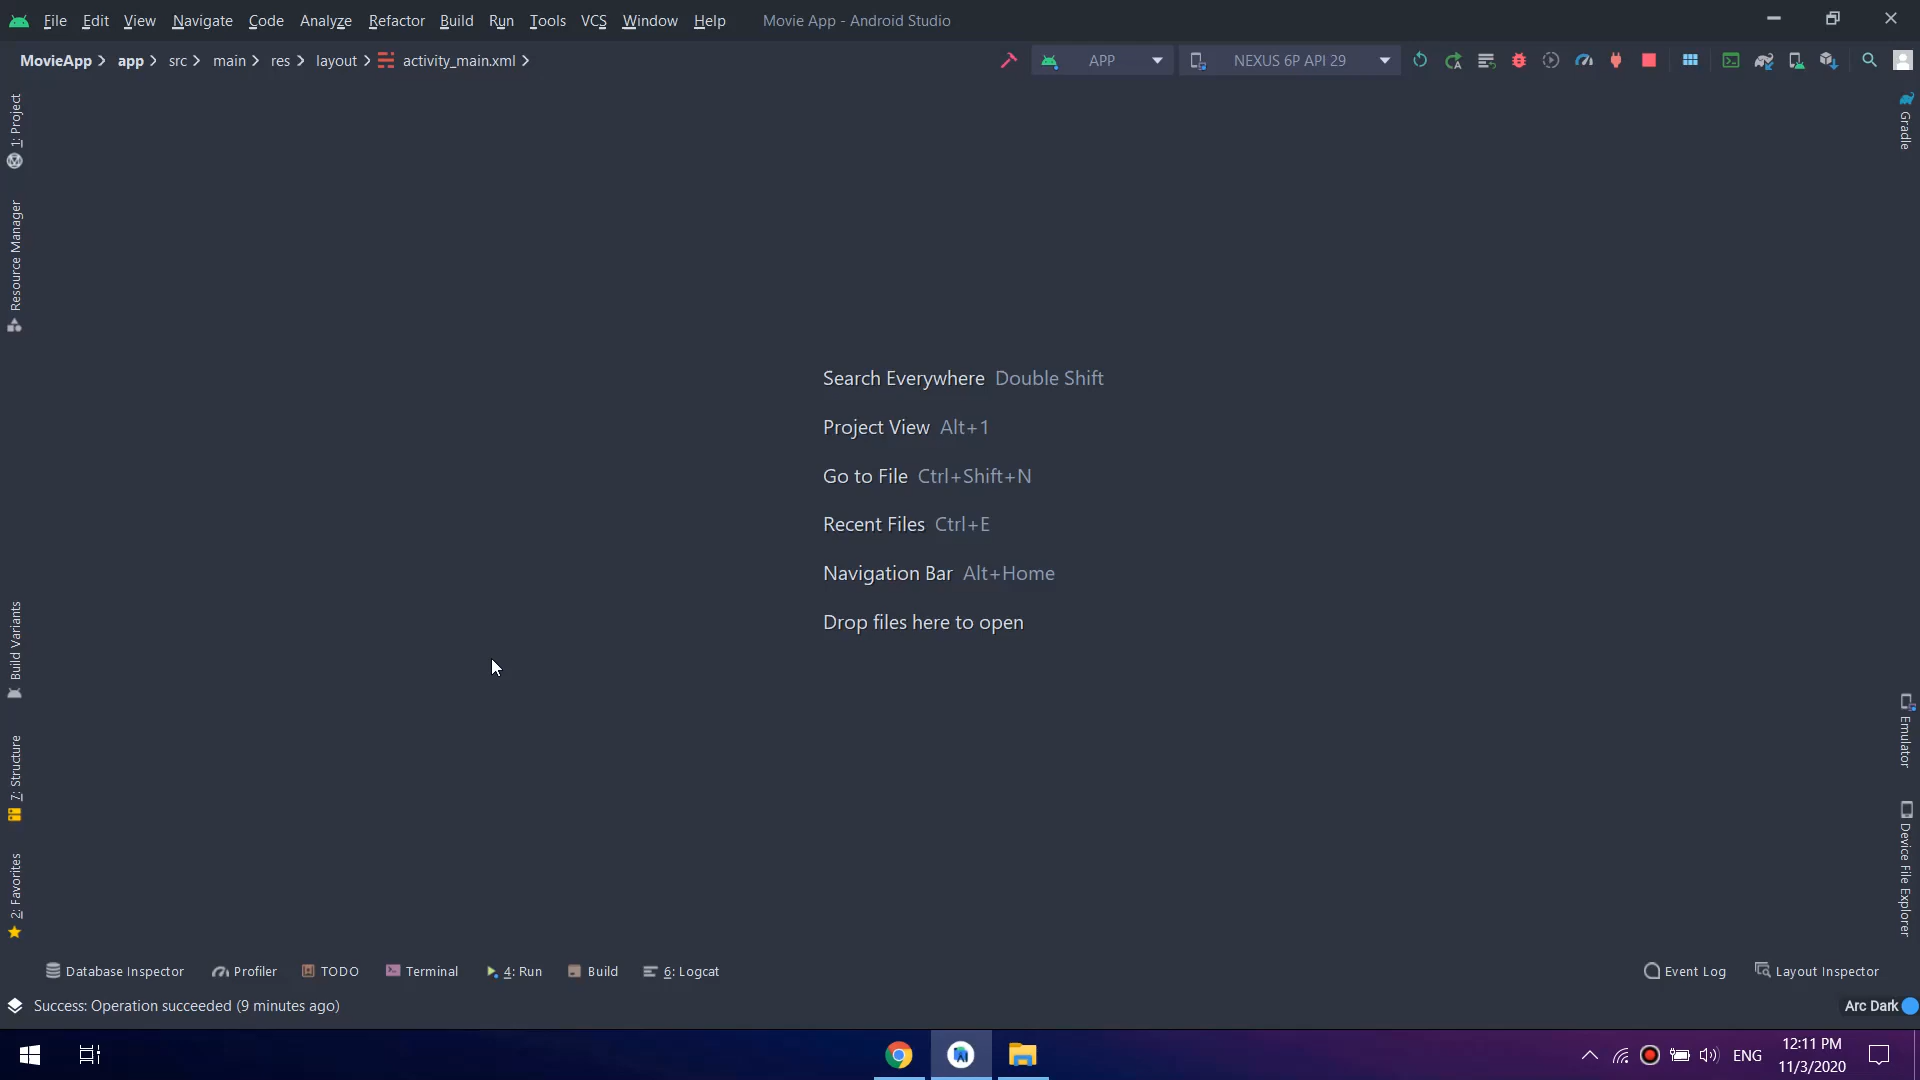 File Edit View Navigate Code Analyze Refactor Build Run Tools VCS Window Help Movie App - Android Studio
MovieApp app src main res layout activity_main.xml APP NEXUS 6P API 29
1: Project
Resource Manager
Build Variants
7: Structure
2: Favorites
Gradle
Emulator
Device File Explorer
Search Everywhere Double Shift
Project View Alt+1
Go to File Ctrl+Shift+N
Recent Files Ctrl+E
Navigation Bar Alt+Home
Drop files here to open
Database Inspector Profiler TODO Terminal 4: Run Build 6: Logcat Event Log Layout Inspector
Success: Operation succeeded (9 minutes ago) Arc Dark
ENG
12:11 PM
11/3/2020